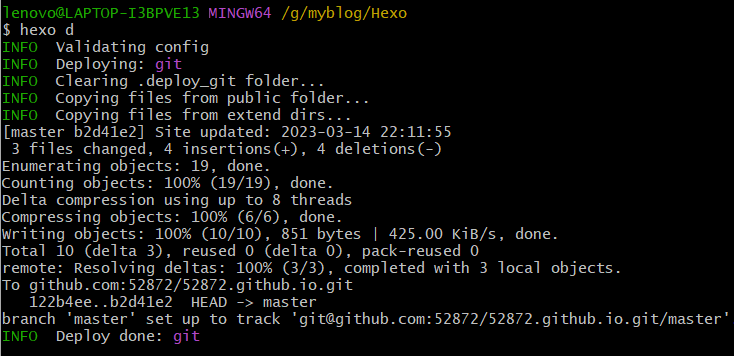 lenovo@LAPTOP-I3BPVE13 MINGW64 /g/myblog/Hexo
$ hexo d
INFO  Validating config
INFO  Deploying: git
INFO  Clearing .deploy_git folder...
INFO  Copying files from public folder...
INFO  Copying files from extend dirs...
[master b2d41e2] Site updated: 2023-03-14 22:11:55
 3 files changed, 4 insertions(+), 4 deletions(-)
Enumerating objects: 19, done.
Counting objects: 100% (19/19), done.
Delta compression using up to 8 threads
Compressing objects: 100% (6/6), done.
Writing objects: 100% (10/10), 851 bytes | 425.00 KiB/s, done.
Total 10 (delta 3), reused 0 (delta 0), pack-reused 0
remote: Resolving deltas: 100% (3/3), completed with 3 local objects.
To github.com:52872/52872.github.io.git
   122b4ee..b2d41e2  HEAD -> master
branch 'master' set up to track 'git@github.com:52872/52872.github.io.git/master'
INFO  Deploy done: git